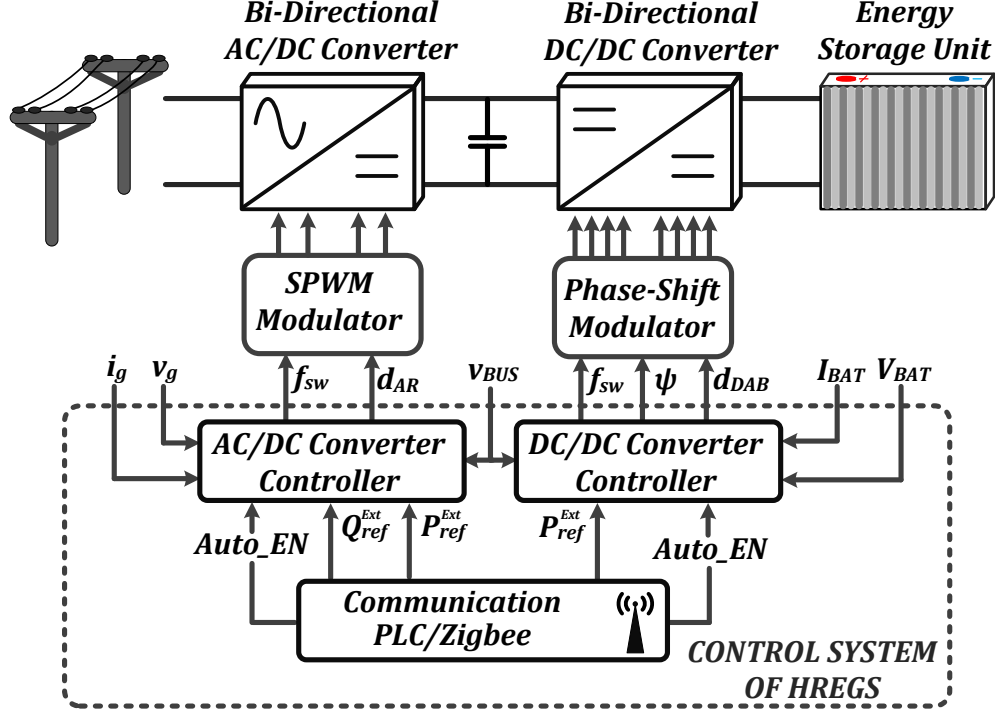 Bi-Directional
AC/DC Converter
Bi-Directional
DC/DC Converter
Energy
Storage Unit
+
−
SPWM
Modulator
Phase-Shift
Modulator
i_g
v_g
f_sw
d_AR
v_BUS
f_sw
ψ
d_DAB
I_BAT
V_BAT
AC/DC Converter
Controller
DC/DC Converter
Controller
Auto_EN
Q_ref^Ext
P_ref^Ext
P_ref^Ext
Auto_EN
Communication
PLC/Zigbee
CONTROL SYSTEM
OF HREGS